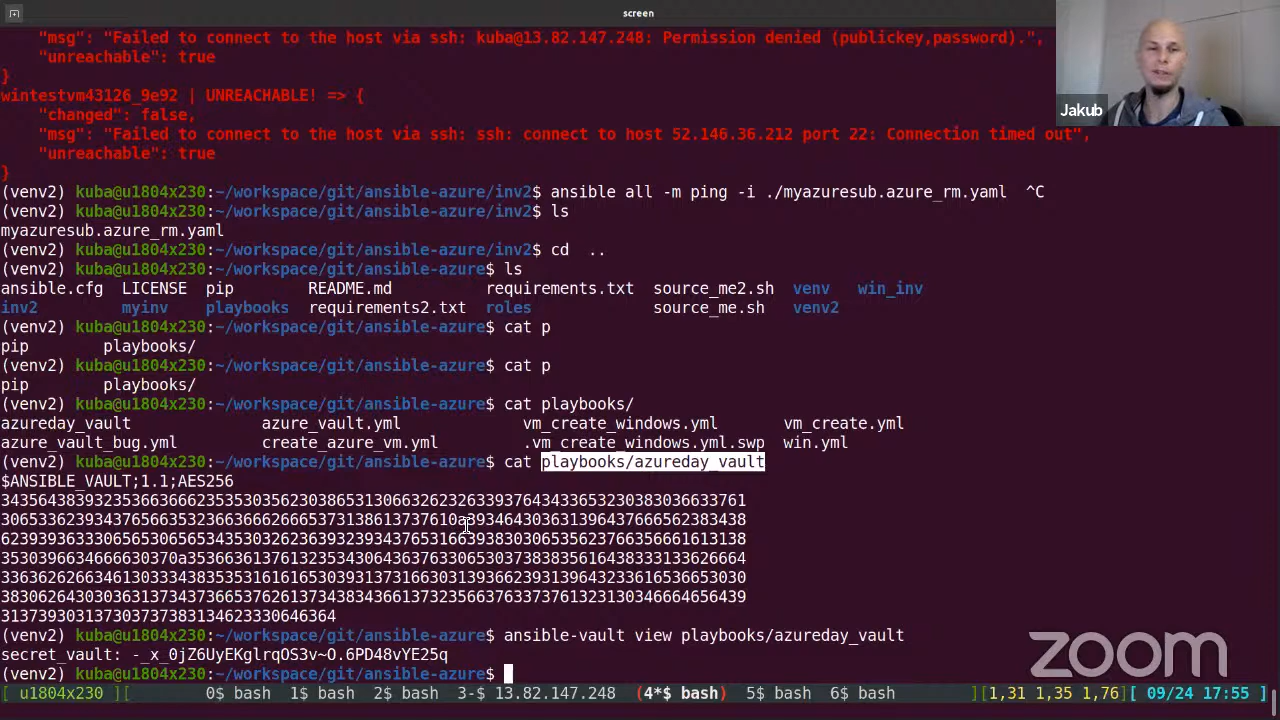 screen
"msg": "Failed to connect to the host via ssh: kuba@13.82.147.248: Permission denied (publickey,password).",
"unreachable": true
}
wintestvm43126_9e92 | UNREACHABLE! => {
"changed": false,
"msg": "Failed to connect to the host via ssh: ssh: connect to host 52.146.36.212 port 22: Connection timed out",
"unreachable": true
}
Jakub
(venv2) kuba@u1804x230:~/workspace/git/ansible-azure/inv2$ ansible all -m ping -i ./myazuresub.azure_rm.yaml ^C
(venv2) kuba@u1804x230:~/workspace/git/ansible-azure/inv2$ ls
myazuresub.azure_rm.yaml
(venv2) kuba@u1804x230:~/workspace/git/ansible-azure/inv2$ cd ..
(venv2) kuba@u1804x230:~/workspace/git/ansible-azure$ ls
ansible.cfg LICENSE pip README.md requirements.txt source_me2.sh venv win_inv
inv2 myinv playbooks requirements2.txt roles source_me.sh venv2
(venv2) kuba@u1804x230:~/workspace/git/ansible-azure$ cat p
pip playbooks/
(venv2) kuba@u1804x230:~/workspace/git/ansible-azure$ cat p
pip playbooks/
(venv2) kuba@u1804x230:~/workspace/git/ansible-azure$ cat playbooks/
azureday_vault azure_vault.yml vm_create_windows.yml vm_create.yml
azure_vault_bug.yml create_azure_vm.yml .vm_create_windows.yml.swp win.yml
(venv2) kuba@u1804x230:~/workspace/git/ansible-azure$ cat playbooks/azureday_vault
$ANSIBLE_VAULT;1.1;AES256
(venv2) kuba@u1804x230:~/workspace/git/ansible-azure$ ansible-vault view playbooks/azureday_vault
secret_vault: -_x_0jZ6UyEKglrqOS3v~O.6PD48vYE25q
(venv2) kuba@u1804x230:~/workspace/git/ansible-azure$
zoom
[ u1804x230 ][ 0$ bash 1$ bash 2$ bash 3-$ 13.82.147.248 (4*$ bash) 5$ bash 6$ bash ][1,31 1,35 1,76][ 09/24 17:55 ]